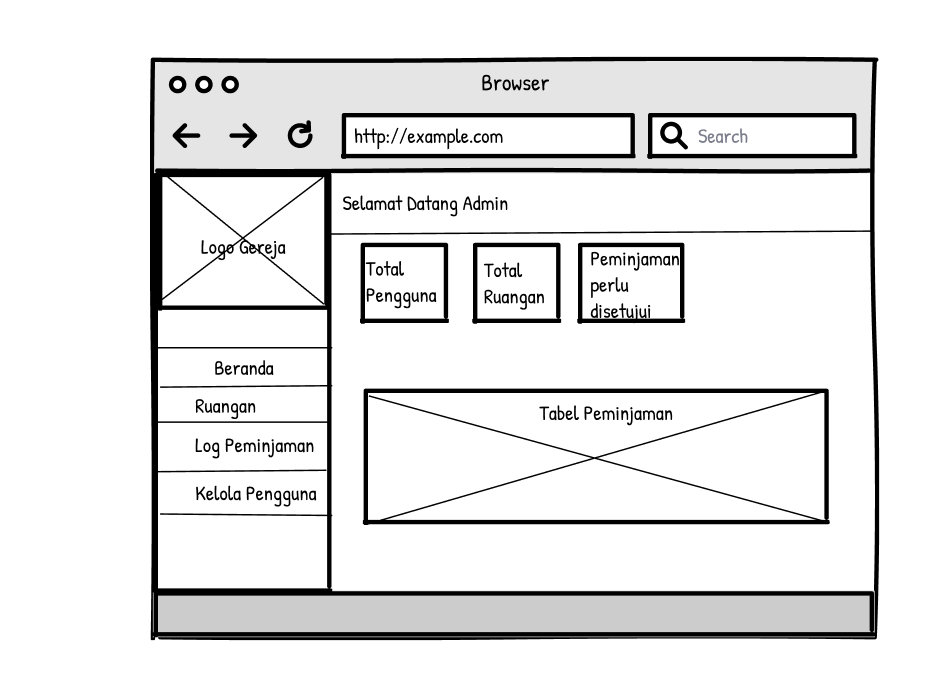 Browser
http://example.com
Search
Logo Gereja
Selamat Datang Admin
Total
Pengguna
Total
Ruangan
Peminjaman
perlu
disetujui
Beranda
Ruangan
Log Peminjaman
Kelola Pengguna
Tabel Peminjaman